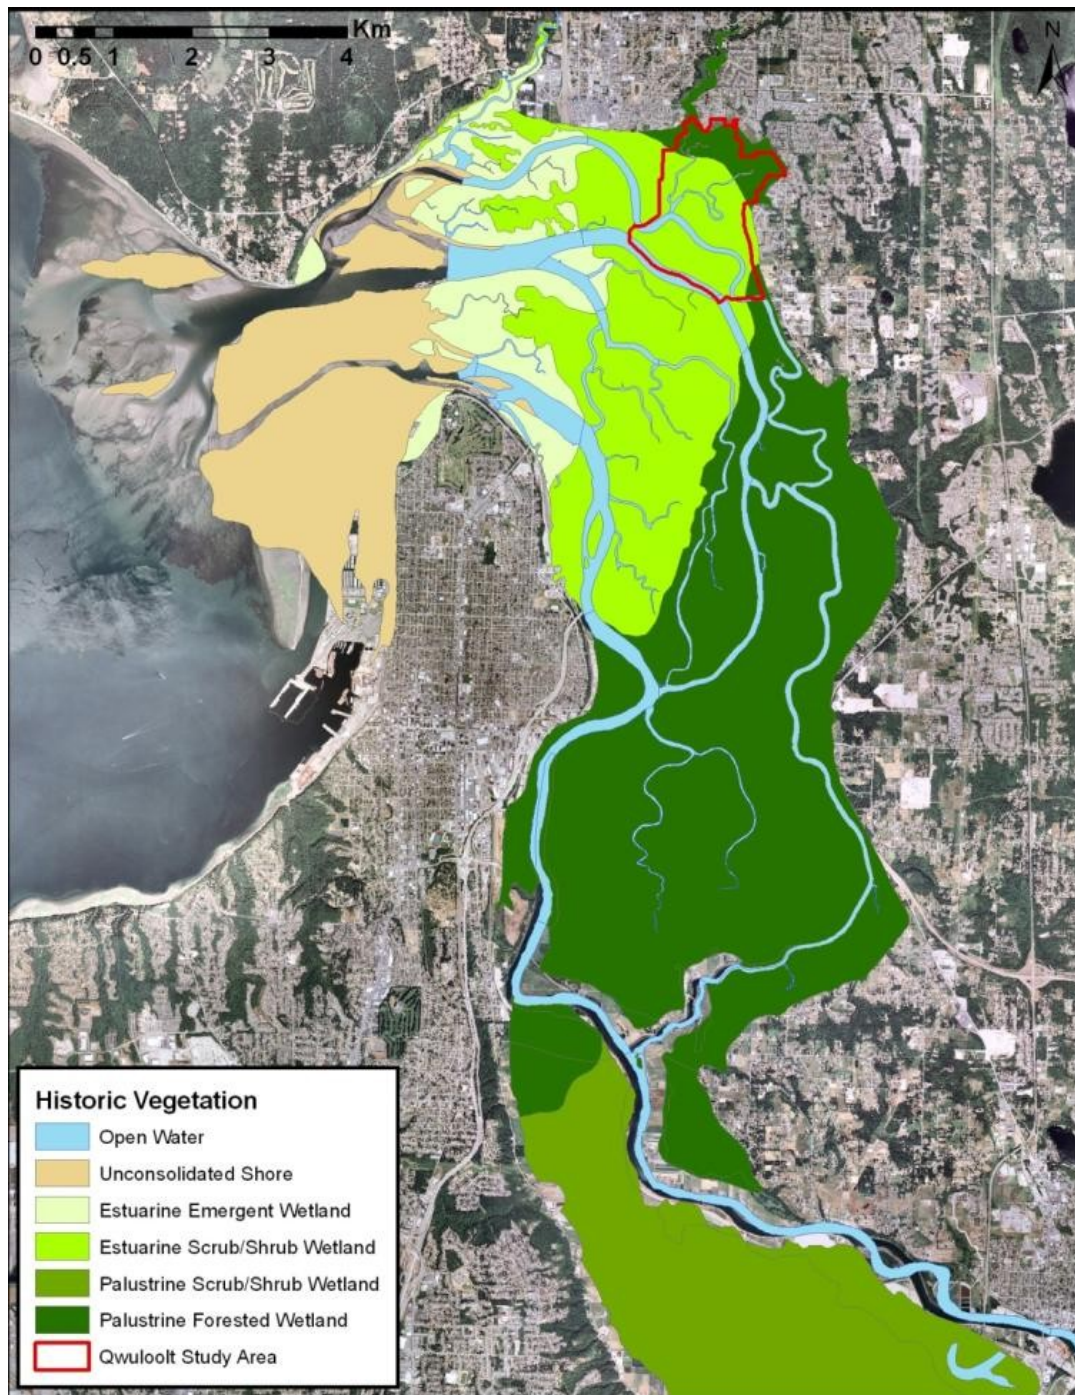 Km
0 0.5 1 2 3 4
N
Historic Vegetation
Open Water
Unconsolidated Shore
Estuarine Emergent Wetland
Estuarine Scrub/Shrub Wetland
Palustrine Scrub/Shrub Wetland
Palustrine Forested Wetland
Qwuloolt Study Area